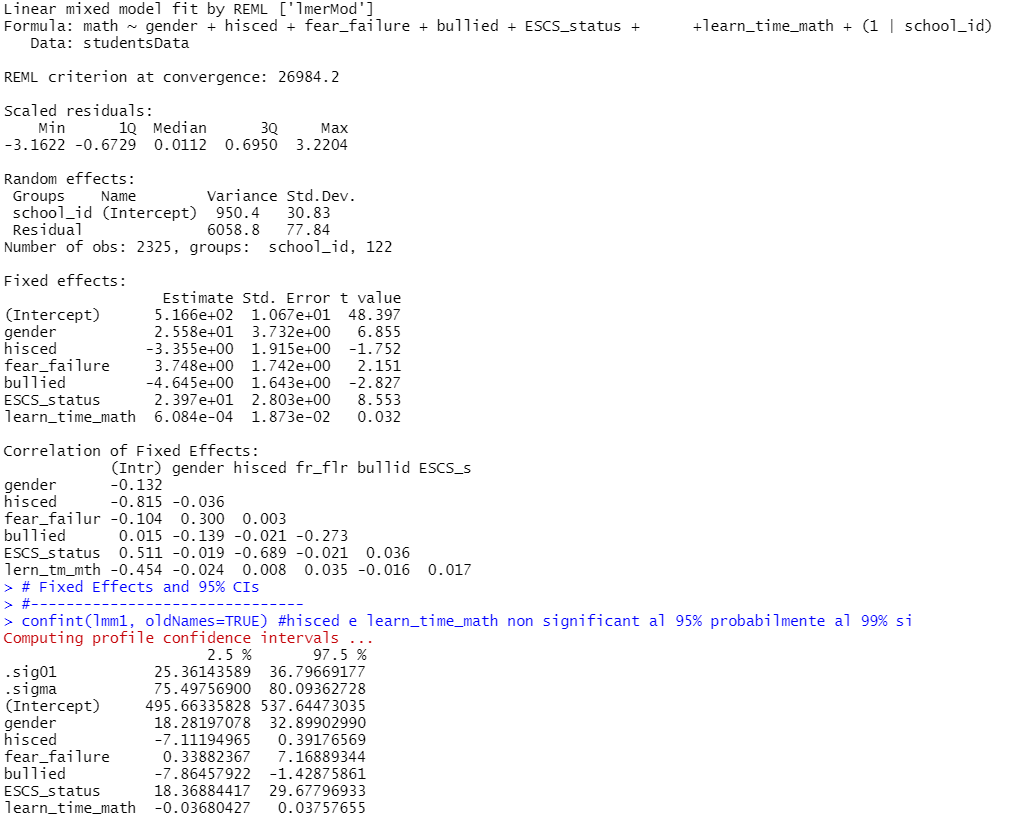 Linear mixed model fit by REML ['lmerMod']
Formula: math ~ gender + hisced + fear_failure + bullied + ESCS_status +      +learn_time_math + (1 | school_id)
   Data: studentsData

REML criterion at convergence: 26984.2

Scaled residuals:
    Min      1Q  Median      3Q     Max
-3.1622 -0.6729  0.0112  0.6950  3.2204

Random effects:
 Groups    Name        Variance Std.Dev.
 school_id (Intercept)  950.4   30.83
 Residual              6058.8   77.84
Number of obs: 2325, groups:  school_id, 122

Fixed effects:
                  Estimate Std. Error t value
(Intercept)      5.166e+02  1.067e+01  48.397
gender           2.558e+01  3.732e+00   6.855
hisced          -3.355e+00  1.915e+00  -1.752
fear_failure     3.748e+00  1.742e+00   2.151
bullied         -4.645e+00  1.643e+00  -2.827
ESCS_status      2.397e+01  2.803e+00   8.553
learn_time_math  6.084e-04  1.873e-02   0.032

Correlation of Fixed Effects:
            (Intr) gender hisced fr_flr bullid ESCS_s
gender      -0.132
hisced      -0.815 -0.036
fear_failur -0.104  0.300  0.003
bullied      0.015 -0.139 -0.021 -0.273
ESCS_status  0.511 -0.019 -0.689 -0.021  0.036
lern_tm_mth -0.454 -0.024  0.008  0.035 -0.016  0.017
> # Fixed Effects and 95% CIs
> #-------------------------------
> confint(lmm1, oldNames=TRUE) #hisced e learn_time_math non significant al 95% probabilmente al 99% si
Computing profile confidence intervals ...
                       2.5 %       97.5 %
.sig01           25.36143589  36.79669177
.sigma           75.49756900  80.09362728
(Intercept)     495.66335828 537.64473035
gender           18.28197078  32.89902990
hisced           -7.11194965   0.39176569
fear_failure      0.33882367   7.16889344
bullied          -7.86457922  -1.42875861
ESCS_status      18.36884417  29.67796933
learn_time_math  -0.03680427   0.03757655